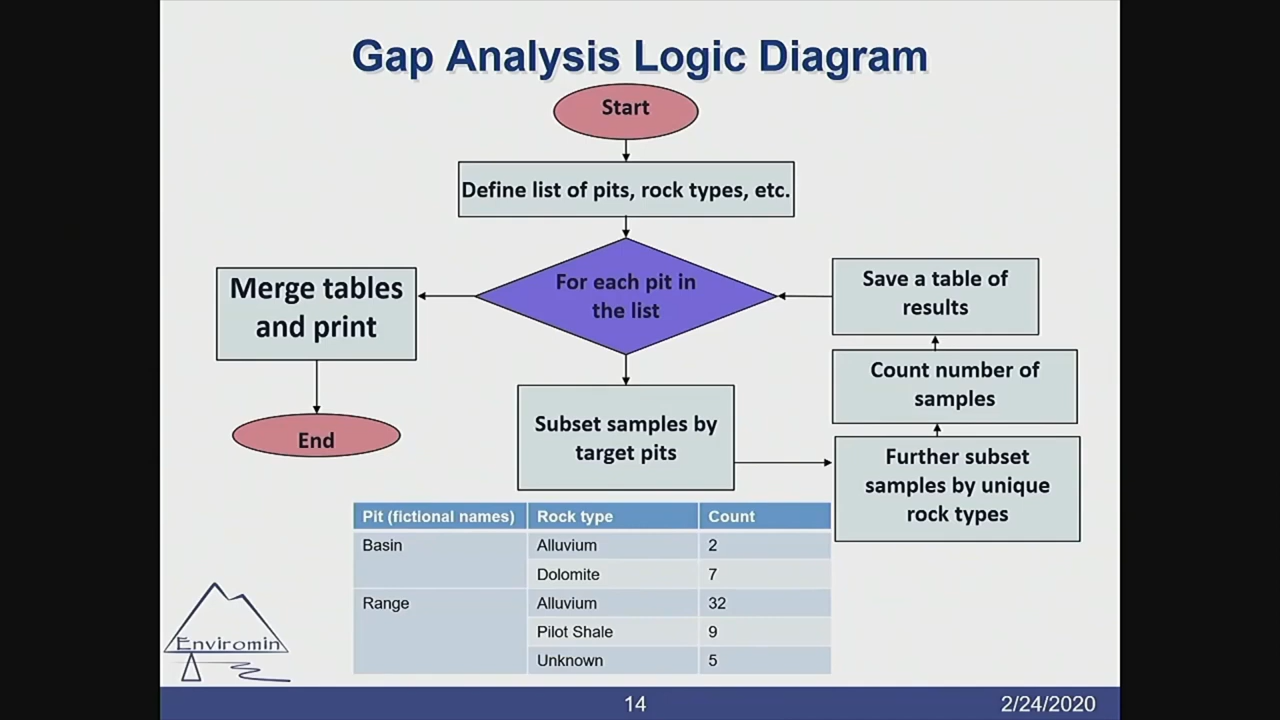 Gap Analysis Logic Diagram
Start
Define list of pits, rock types, etc.
For each pit in
the list
Merge tables
and print
End
Subset samples by
target pits
Save a table of
results
Count number of
samples
Further subset
samples by unique
rock types
Pit (fictional names) Rock type Count
Basin Alluvium 2
Dolomite 7
Range Alluvium 32
Pilot Shale 9
Unknown 5
Enviromin
14
2/24/2020